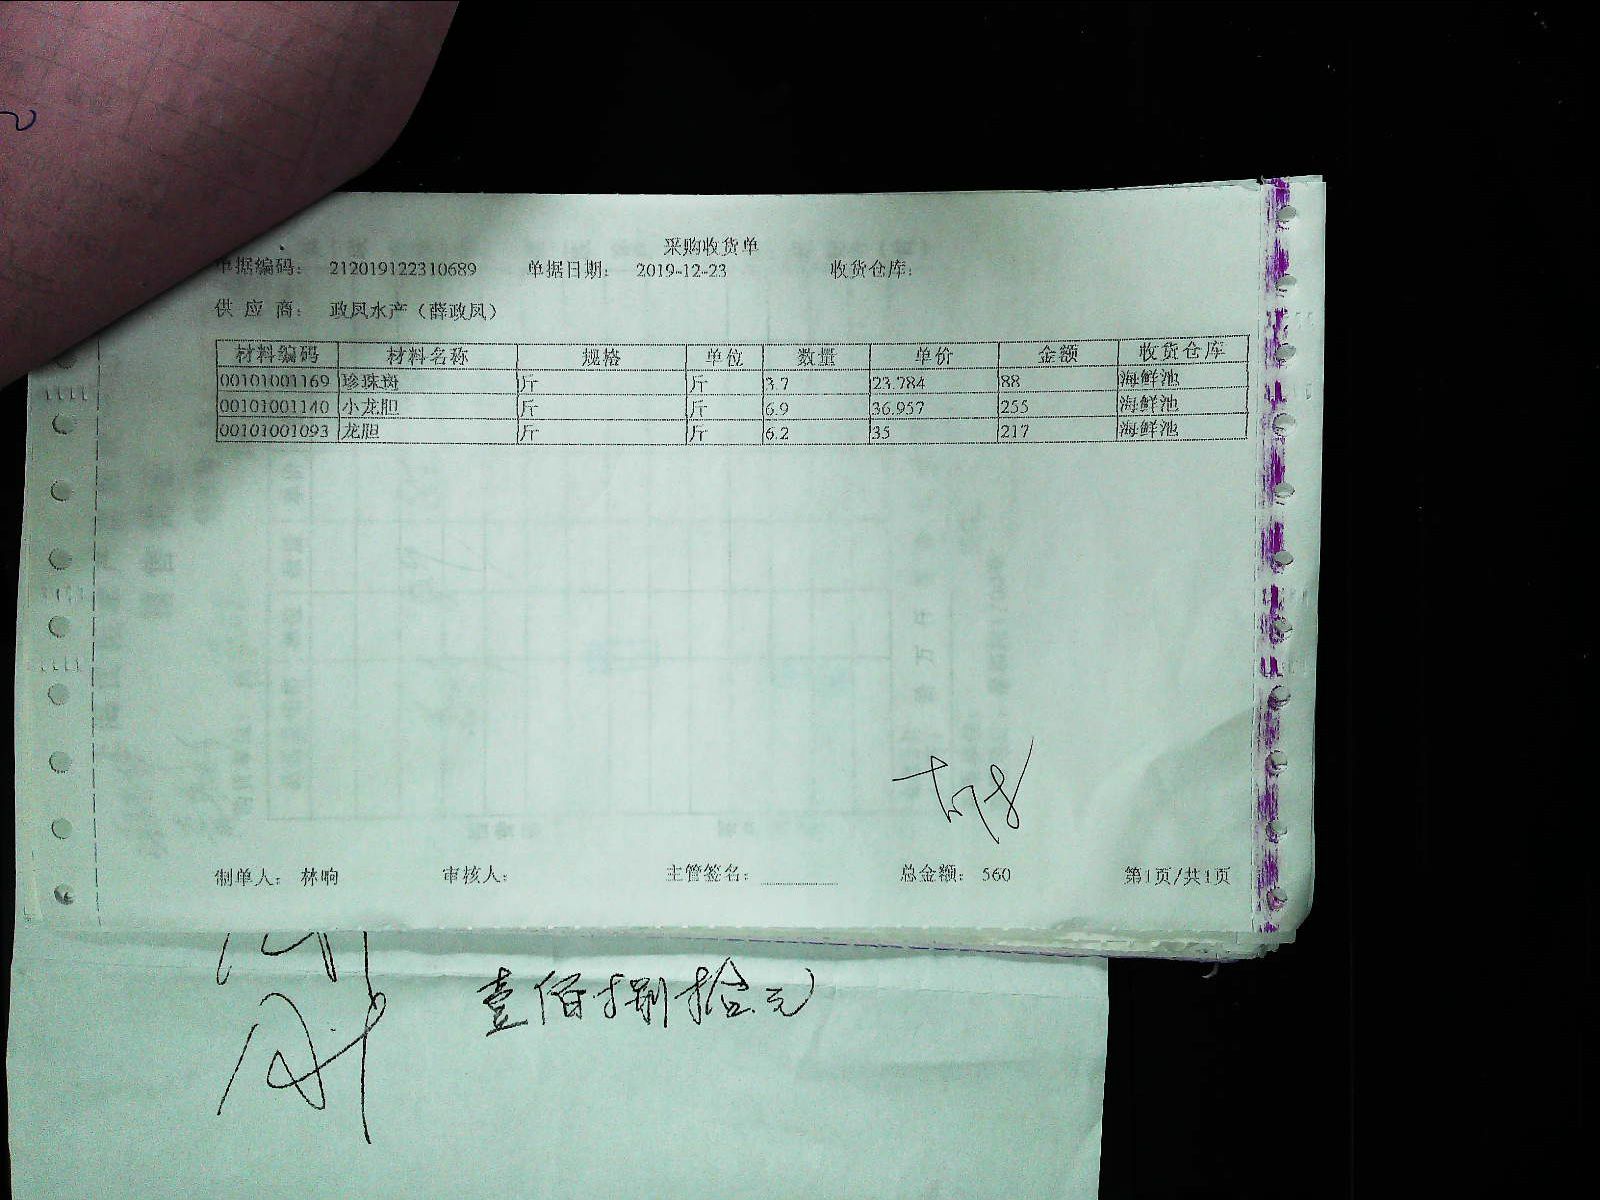 采购收货单
单据编码： 212019122310689 单据日期： 2019-12-23 收货仓库：
供 应 商： 政凤水产（薛政凤）
材料编码 材料名称 规格 单位 数量 单价 金额 收货仓库
00101001169 珍珠斑 斤 斤 3.7 23.784 88 海鲜池
00101001140 小龙胆 斤 斤 6.9 36.957 255 海鲜池
00101001093 龙胆 斤 斤 6.2 35 217 海鲜池
制单人： 林响 审核人： 主管签名： 总金额： 560 第1页/共1页
壹佰捌拾元